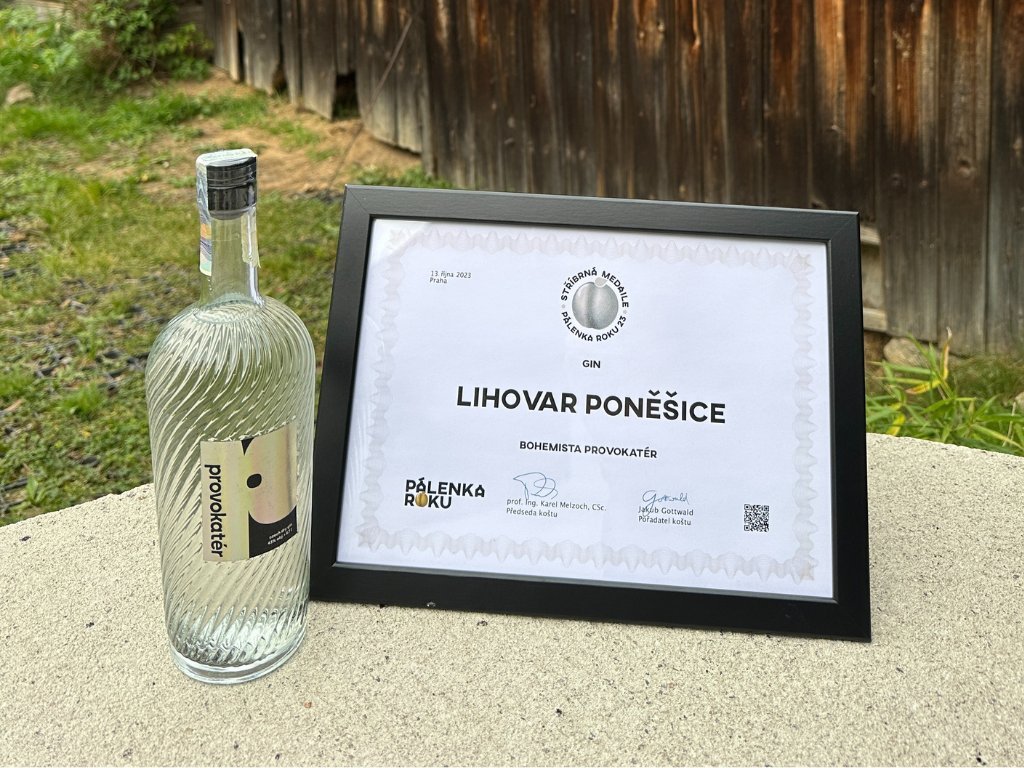 provokatér
13. října 2023
Praha
STŘÍBRNÁ MEDAILE
PÁLENKA ROKU 23
GIN
LIHOVAR PONĚŠICE
BOHEMISTA PROVOKATÉR
PÁLENKA
ROKU
prof. Ing. Karel Melzoch, CSc.
Předseda koštu
Jakub Gottwald
Pořadatel koštu